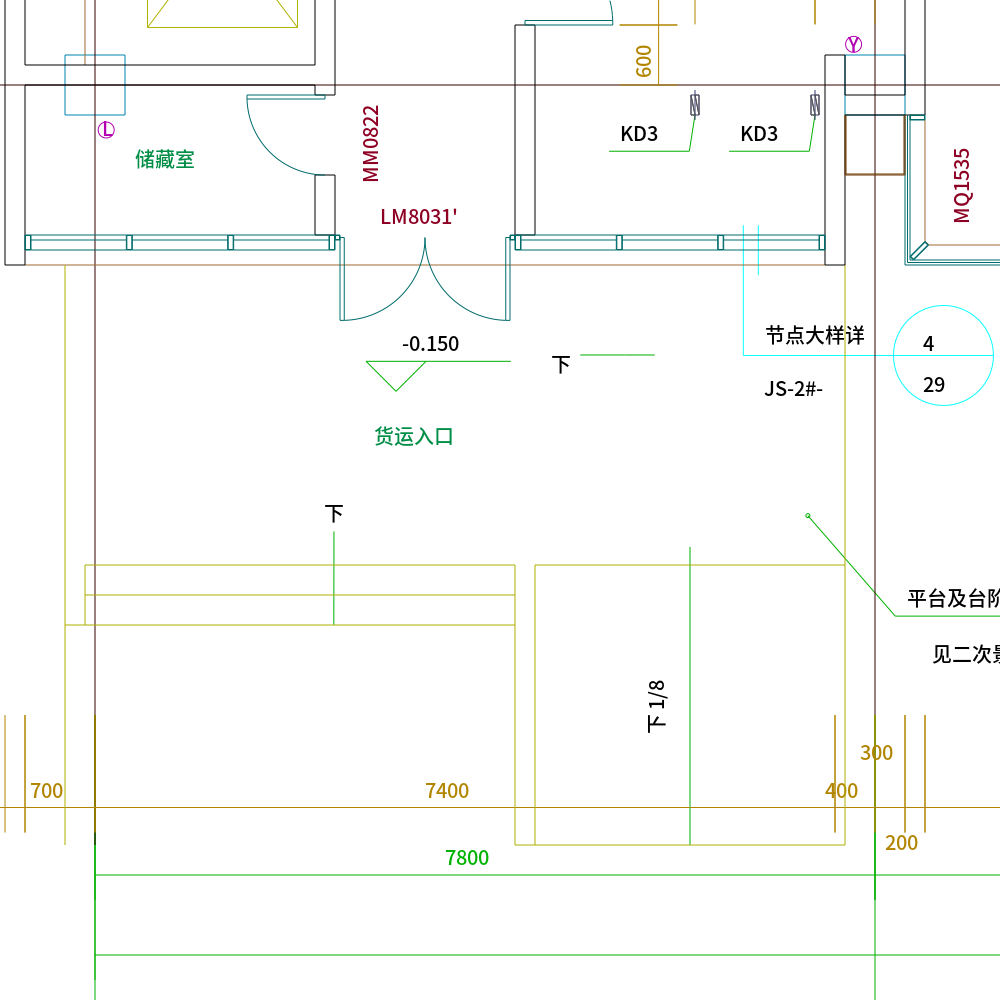 Y
600
KD3
KD3
L
储藏室
MM0822
MQ1535
LM8031'
-0.150
下
节点大样详
4
JS-2#-
29
货运入口
下
平台及台阶
见二次景
下 1/8
300
700
7400
400
200
7800